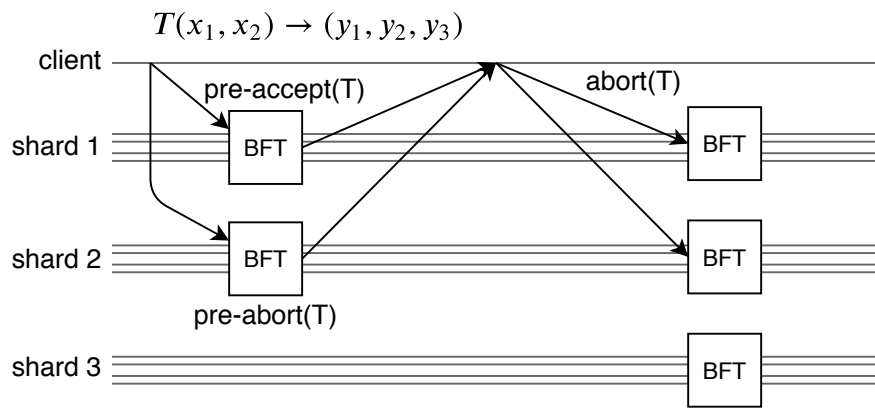 T(x₁, x₂) → (y₁, y₂, y₃)
client
pre-accept(T)
abort(T)
shard 1
BFT
BFT
shard 2
BFT
BFT
pre-abort(T)
shard 3
BFT